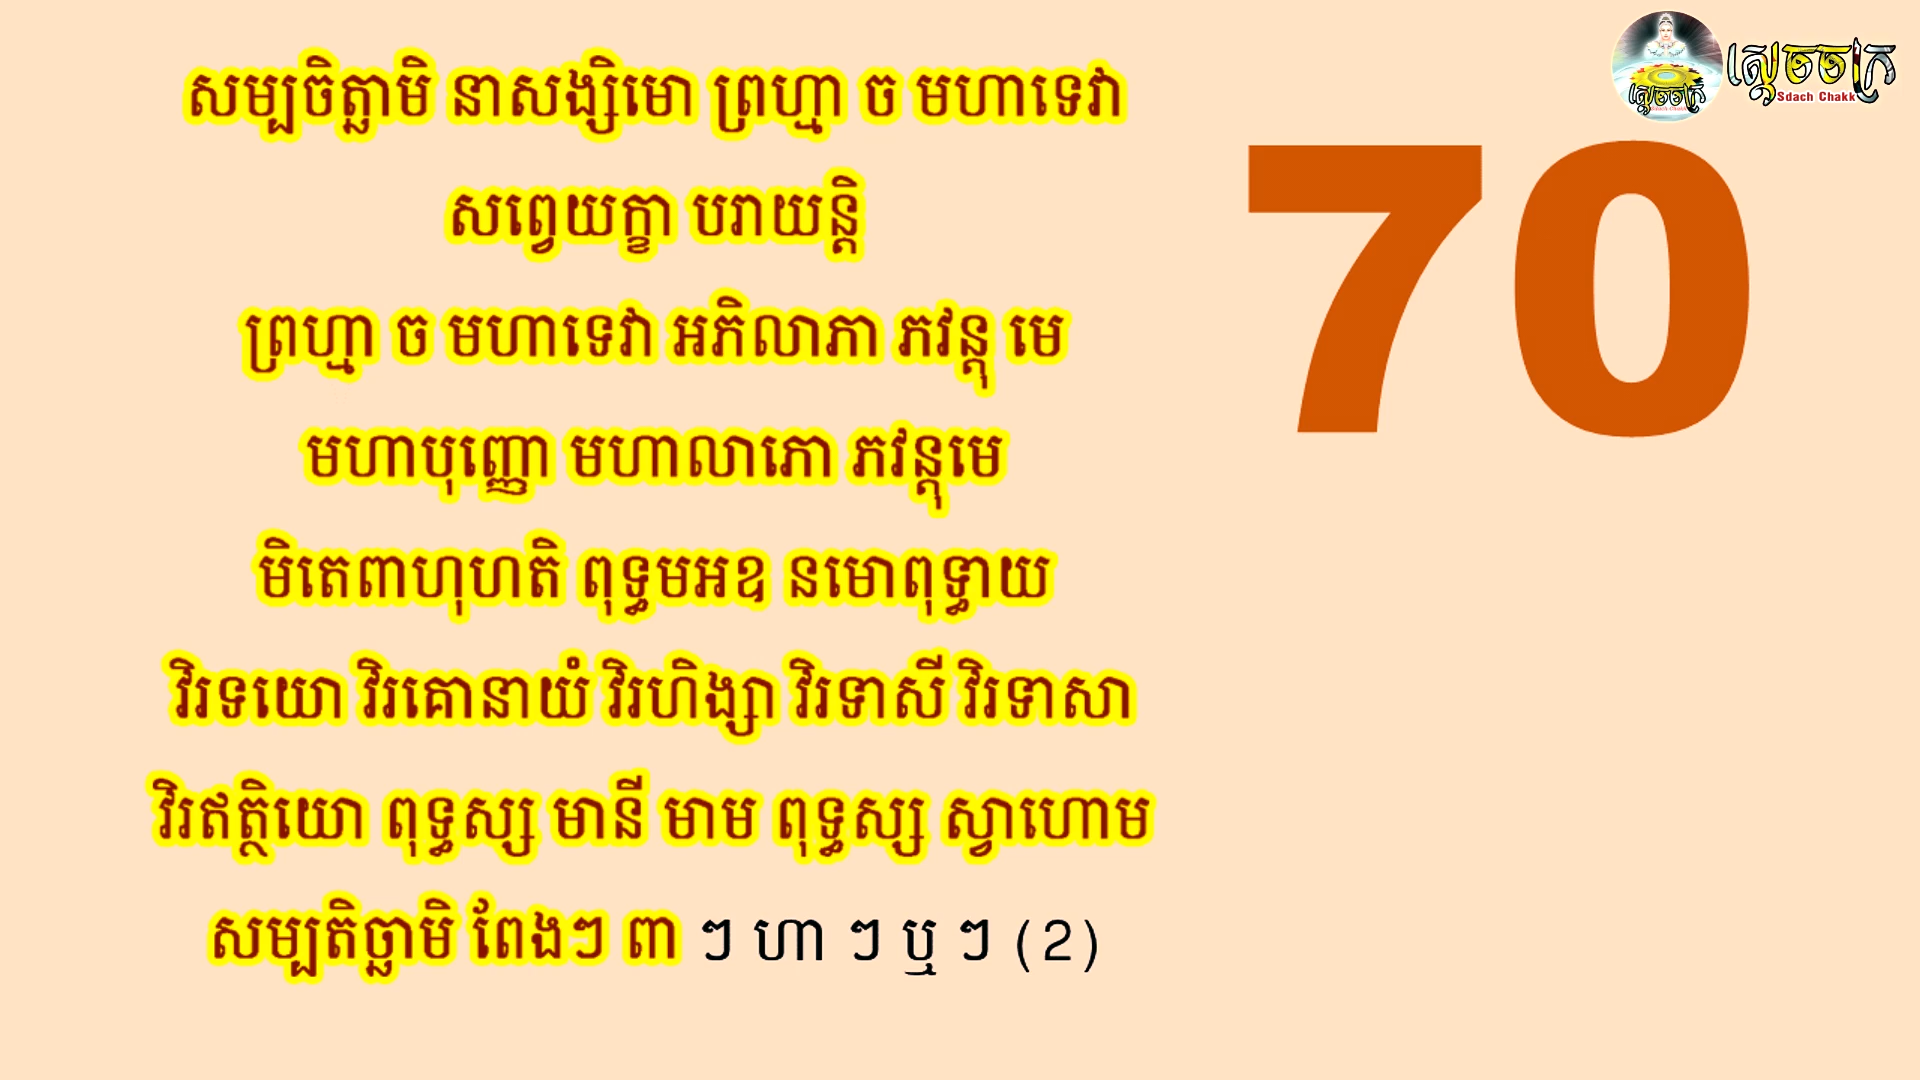 សម្បចិត្ឆាមិ នាសង្សិមោ ព្រហ្មា ច មហាទេវា
សព្វេយក្ខា បរាយន្តិ
ព្រហ្មា ច មហាទេវា អភិលាភា ភវន្តុ មេ
មហាបុញ្ញោ មហាលាភោ ភវន្តុមេ
មិតេពាហុហតិ ពុទ្ធមអឧ នមោពុទ្ធាយ
វិរទយោ វិរគោនាយំ វិរហិង្សា វិរទាសី វិរទាសា
វិរឥត្ថិយោ ពុទ្ធស្ស មានី មាម ពុទ្ធស្ស ស្វាហោម
សម្បតិច្ឆាមិ ពែងៗ ពា ៗ ហា ៗ ឬ ៗ (2)
70
ស្តេចចក្រ
Sdach Chakk
ស្តេចចក្រ